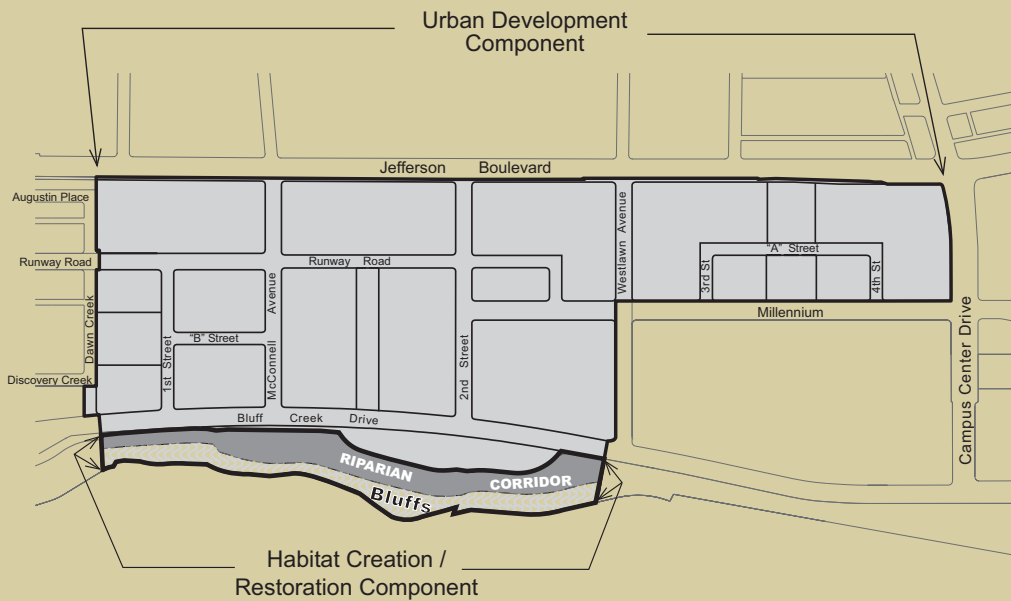 Urban Development
Component
Jefferson Boulevard
Augustin Place
Westlawn Avenue
"A" Street
Runway Road
Runway Road
3rd St
4th St
Avenue
Millennium
Dawn Creek
"B" Street
1st Street
McConnell
2nd Street
Campus Center Drive
Discovery Creek
Bluff Creek Drive
RIPARIAN
CORRIDOR
Bluffs
Habitat Creation /
Restoration Component